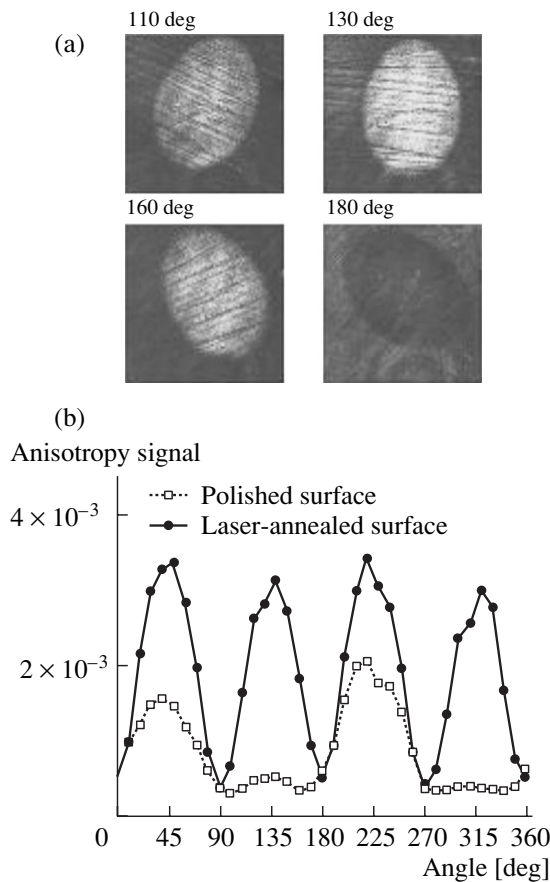 (a)
110 deg 130 deg
160 deg 180 deg
(b)
Anisotropy signal
Polished surface
Laser-annealed surface
4 × 10⁻³
2 × 10⁻³
0 45 90 135 180 225 270 315 360
Angle [deg]